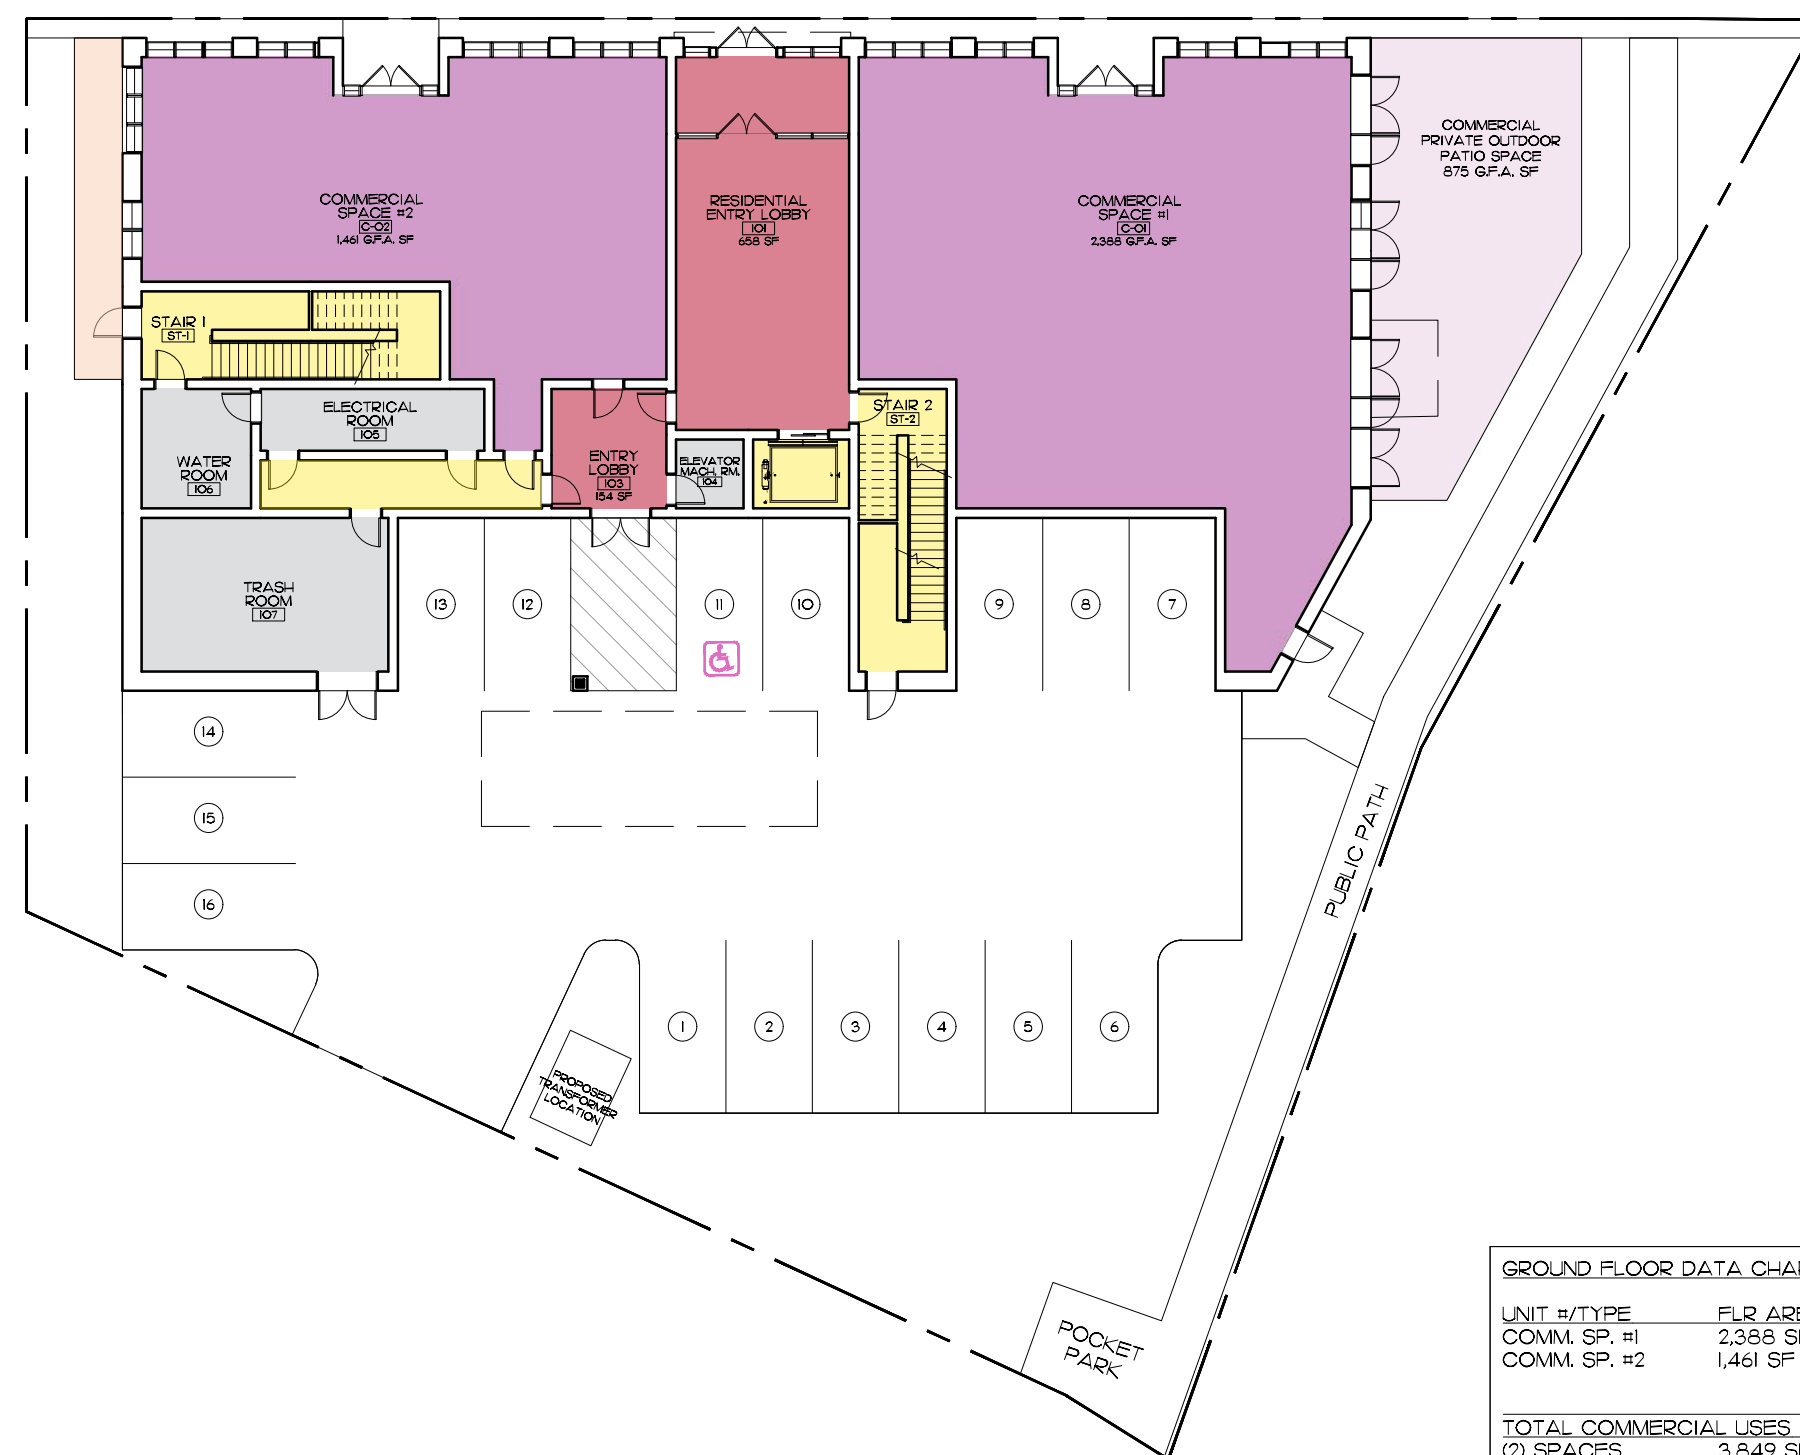 COMMERCIAL
SPACE #2
C-02
1,461 G.F.A. SF
RESIDENTIAL
ENTRY LOBBY
101
658 SF
COMMERCIAL
SPACE #1
C-01
2,388 G.F.A. SF
COMMERCIAL
PRIVATE OUTDOOR
PATIO SPACE
875 G.F.A. SF
STAIR 1
ST-1
ELECTRICAL
ROOM
105
WATER
ROOM
106
ENTRY
LOBBY
103
154 SF
ELEVATOR
MACH. RM.
104
STAIR 2
ST-2
TRASH
ROOM
107
13
12
11
10
9
8
7
14
15
16
1
2
3
4
5
6
PUBLIC PATH
PROPOSED
TRANSFORMER
LOCATION
POCKET
PARK
GROUND FLOOR DATA
UNIT #/TYPE FLR
COMM. SP. #1 2,388
COMM. SP. #2 1,461 SF
TOTAL COMMERCIAL USES
(2) SPACES 3,849